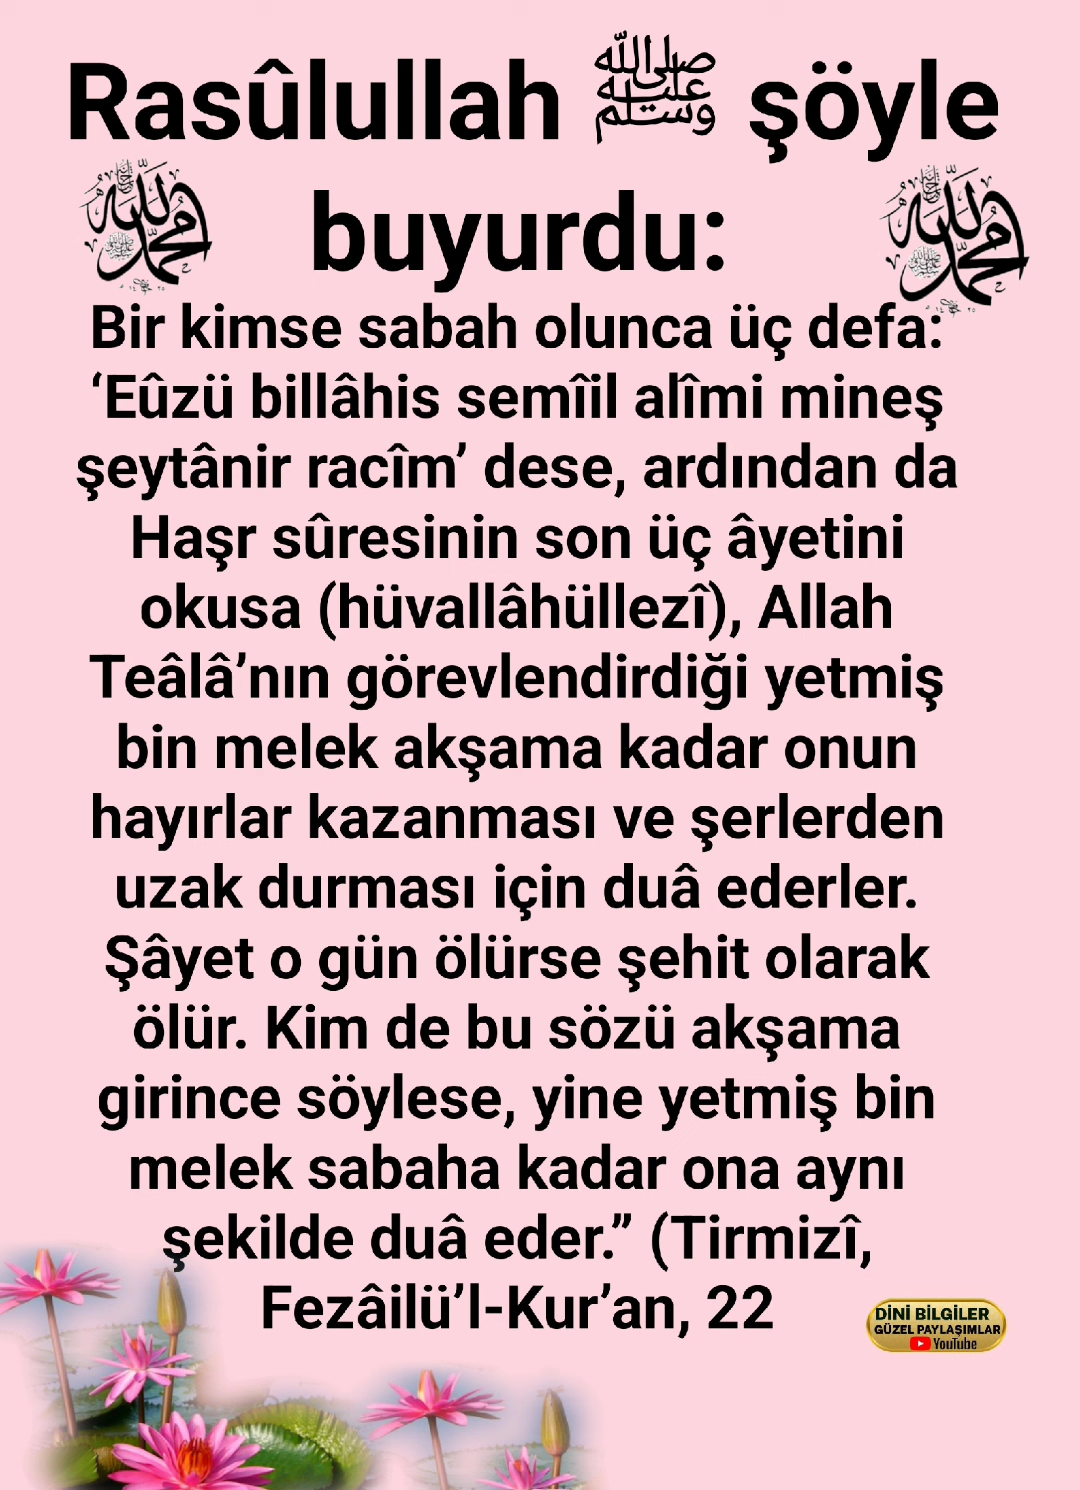 Rasûlullah ﷺ şöyle
buyurdu:
Bir kimse sabah olunca üç defa:
‘Eûzü billâhis semîil alîmi mineş
şeytânir racîm’ dese, ardından da
Haşr sûresinin son üç âyetini
okusa (hüvallâhüllezî), Allah
Teâlâ’nın görevlendirdiği yetmiş
bin melek akşama kadar onun
hayırlar kazanması ve şerlerden
uzak durması için duâ ederler.
Şâyet o gün ölürse şehit olarak
ölür. Kim de bu sözü akşama
girince söylese, yine yetmiş bin
melek sabaha kadar ona aynı
şekilde duâ eder.” (Tirmizî,
Fezâilü’l-Kur’an, 22
DİNİ BİLGİLER
GÜZEL PAYLAŞIMLAR
YouTube